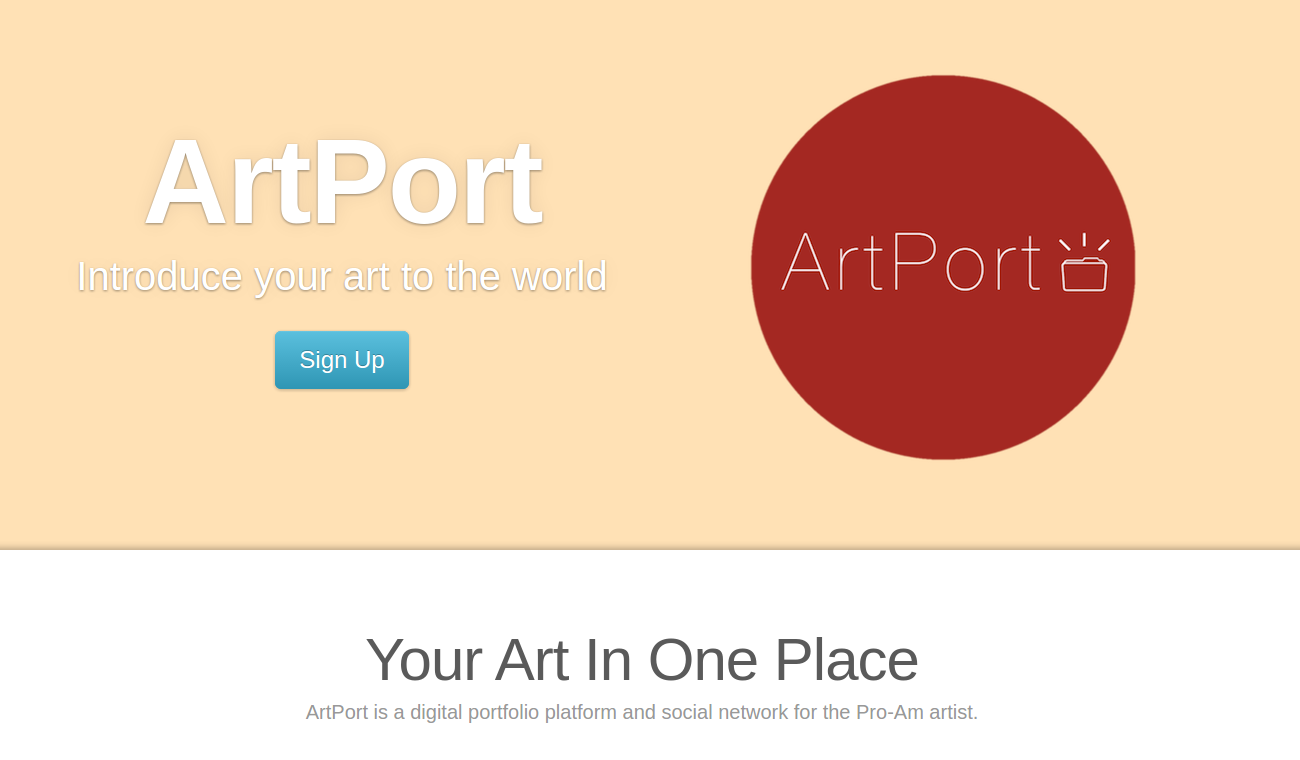 ArtPort
Introduce your art to the world
Sign Up
ArtPort
Your Art In One Place
ArtPort is a digital portfolio platform and social network for the Pro-Am artist.